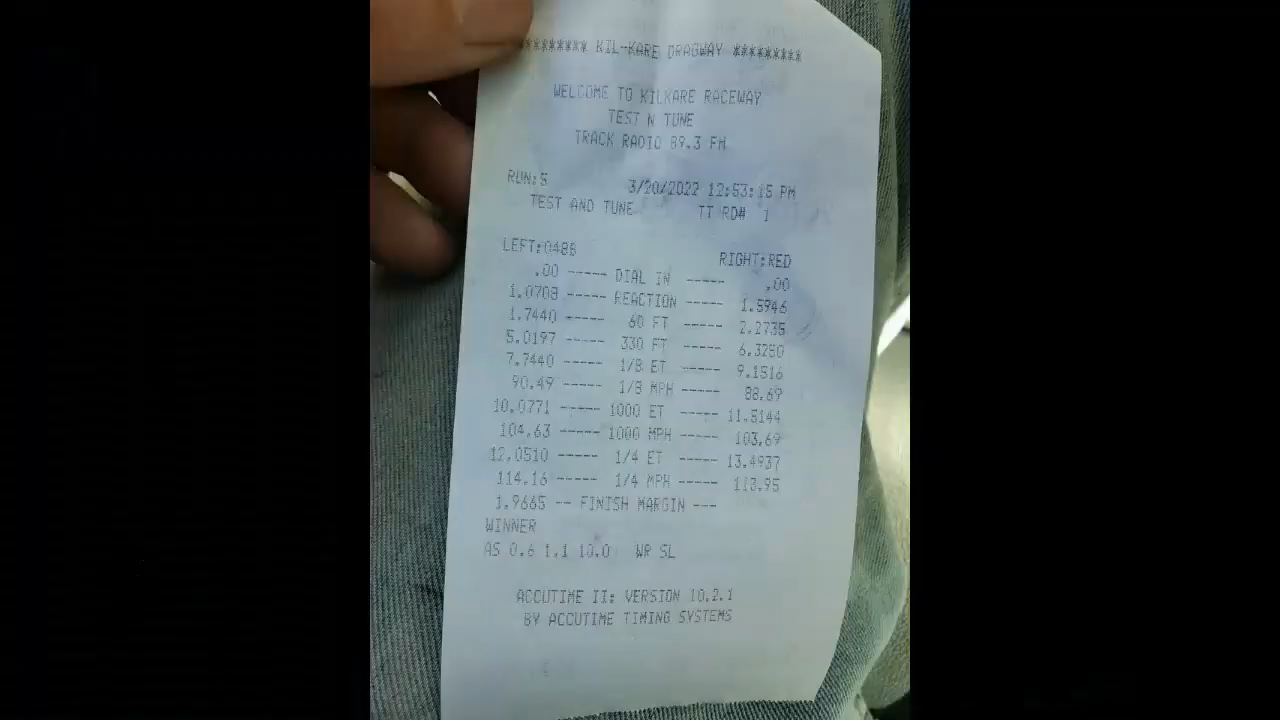 ********* KIL-KARE DRAGWAY *********
WELCOME TO KILKARE RACEWAY
TEST N TUNE
TRACK RADIO 89.3 FM
RUN:5 3/20/2022 12:53:15 PM
TEST AND TUNE TT RD# 1
LEFT:0488 RIGHT:RED
.00 ----- DIAL IN ----- .00
1.0708 ----- REACTION ----- 1.5946
1.7440 ----- 60 FT ----- 2.2735
5.0197 ----- 330 FT ----- 6.3250
7.7440 ----- 1/8 ET ----- 9.1516
90.49 ----- 1/8 MPH ----- 88.69
10.0771 ----- 1000 ET ----- 11.5144
104.63 ----- 1000 MPH ----- 103.69
12.0510 ----- 1/4 ET ----- 13.4937
114.16 ----- 1/4 MPH ----- 113.95
1.9665 -- FINISH MARGIN ---
WINNER
AS 0.6 1.1 10.0 WR SL
ACCUTIME II: VERSION 10.2.1
BY ACCUTIME TIMING SYSTEMS